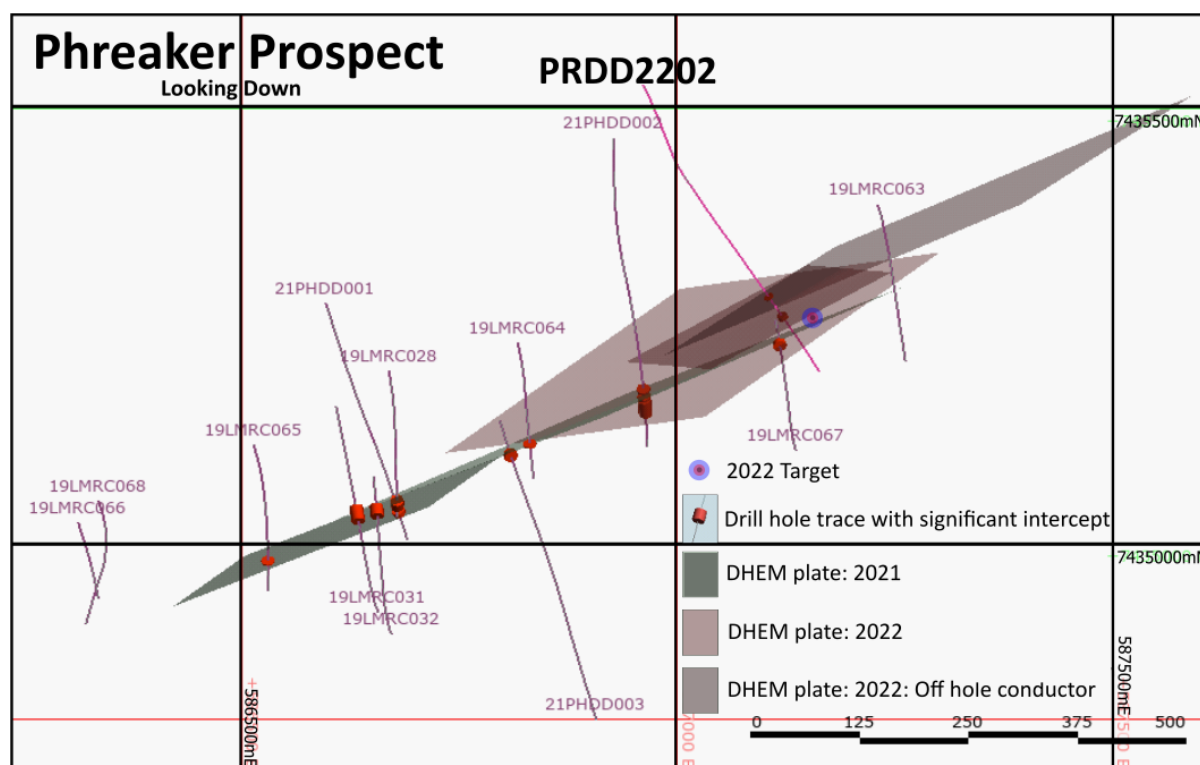 Phreaker Prospect
Looking Down
PRDD2202
21PHDD002
7435500mN
19LMRC063
21PHDD001
19LMRC064
19LMRC028
19LMRC065
19LMRC067
19LMRC068
19LMRC066
2022 Target
Drill hole trace with significant intercept
7435000mN
DHEM plate: 2021
19LMRC031
19LMRC032
DHEM plate: 2022
587500mE
DHEM plate: 2022: Off hole conductor
586500mE
21PHDD003
0 125 250 375 500